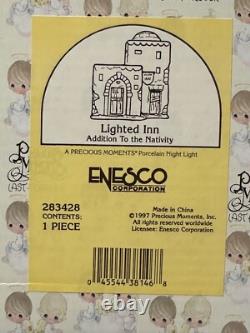 Lighted Inn
Addition To the Nativity
A PRECIOUS MOMENTS® Porcelain Night Light
ENESCO
CORPORATION
283428
CONTENTS:
1 PIECE
Made in China
©1997 Precious Moments, Inc.
All rights reserved worldwide
Licensee: Enesco Corporation
0 45544 38146 8